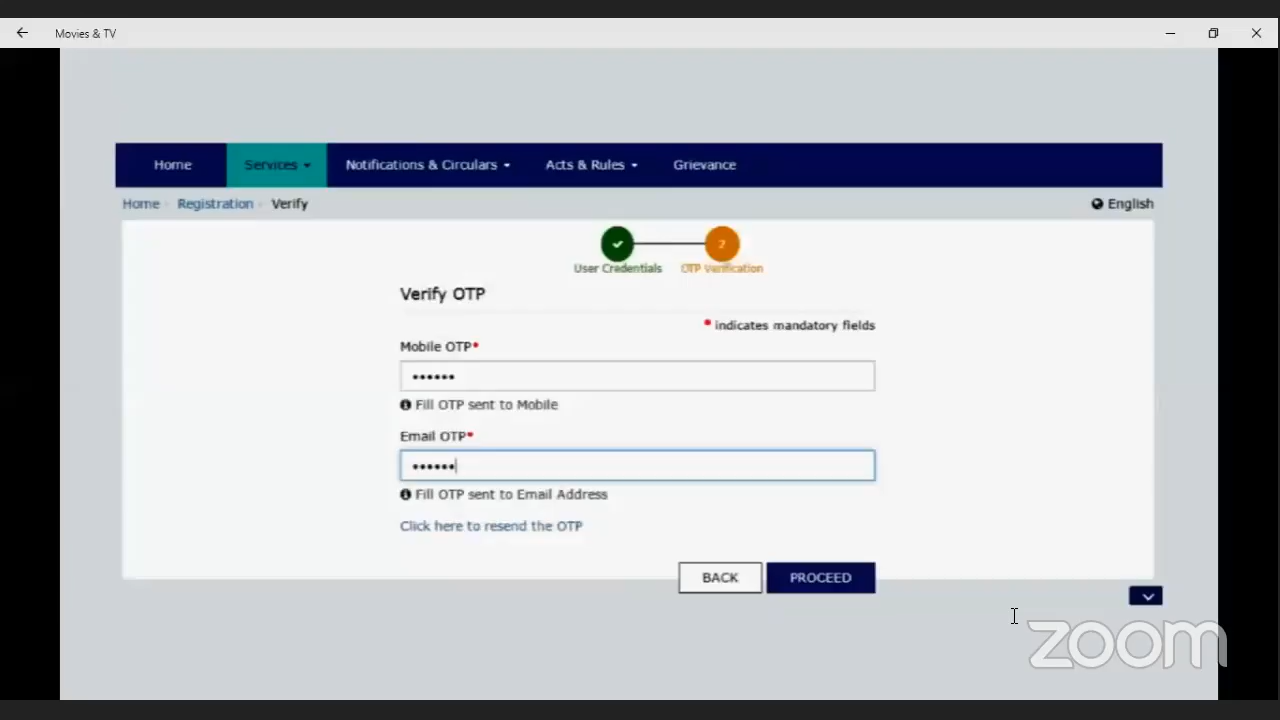 Movies & TV
Home Services Notifications & Circulars Acts & Rules Grievance
Home Registration Verify English
2
User Credentials OTP Verification
Verify OTP
* indicates mandatory fields
Mobile OTP*
••••••
Fill OTP sent to Mobile
Email OTP*
••••••
Fill OTP sent to Email Address
Click here to resend the OTP
BACK PROCEED
zoom